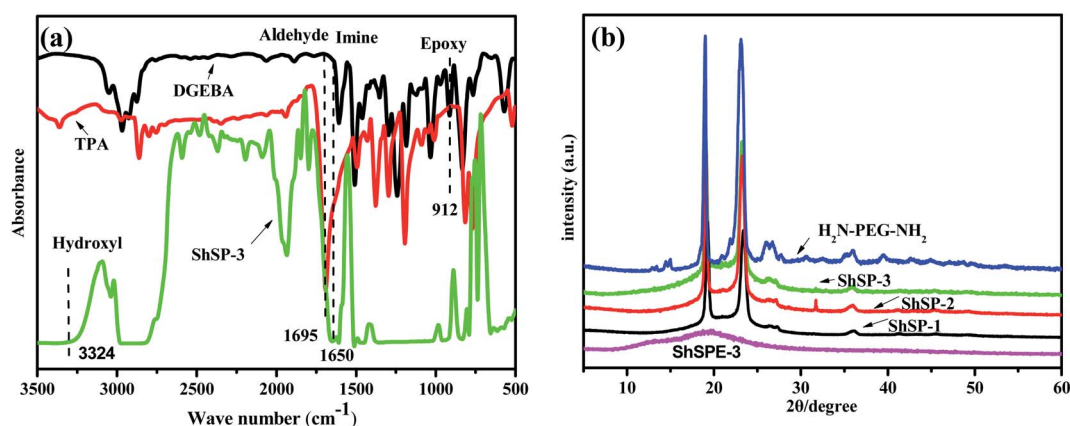 (a)
Aldehyde Imine Epoxy
DGEBA
TPA
912
Hydroxyl
ShSP-3
3324
1695
1650
Absorbance
3500 3000 2500 2000 1500 1000 500
Wave number (cm⁻¹)
(b)
H₂N-PEG-NH₂
ShSP-3
ShSP-2
ShSP-1
ShSPE-3
intensity (a.u.)
10 20 30 40 50 60
2θ/degree